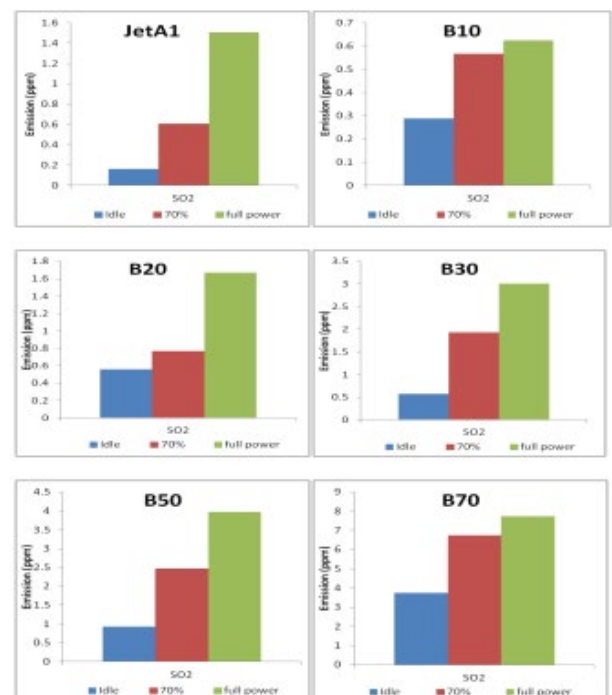 JetA1
Emission (ppm)
1.6
1.4
1.2
1
0.8
0.6
0.4
0.2
0
SO2
Idle 70% full power
B10
Emission (ppm)
0.7
0.6
0.5
0.4
0.3
0.2
0.1
0
SO2
Idle 70% full power
B20
Emission (ppm)
1.8
1.6
1.4
1.2
1
0.8
0.6
0.4
0.2
0
SO2
Idle 70% full power
B30
Emission (ppm)
3.5
3
2.5
2
1.5
1
0.5
0
SO2
Idle 70% full power
B50
Emission (ppm)
4.5
4
3.5
3
2.5
2
1.5
1
0.5
0
SO2
Idle 70% full power
B70
Emission (ppm)
9
8
7
6
5
4
3
2
1
0
SO2
Idle 70% full power